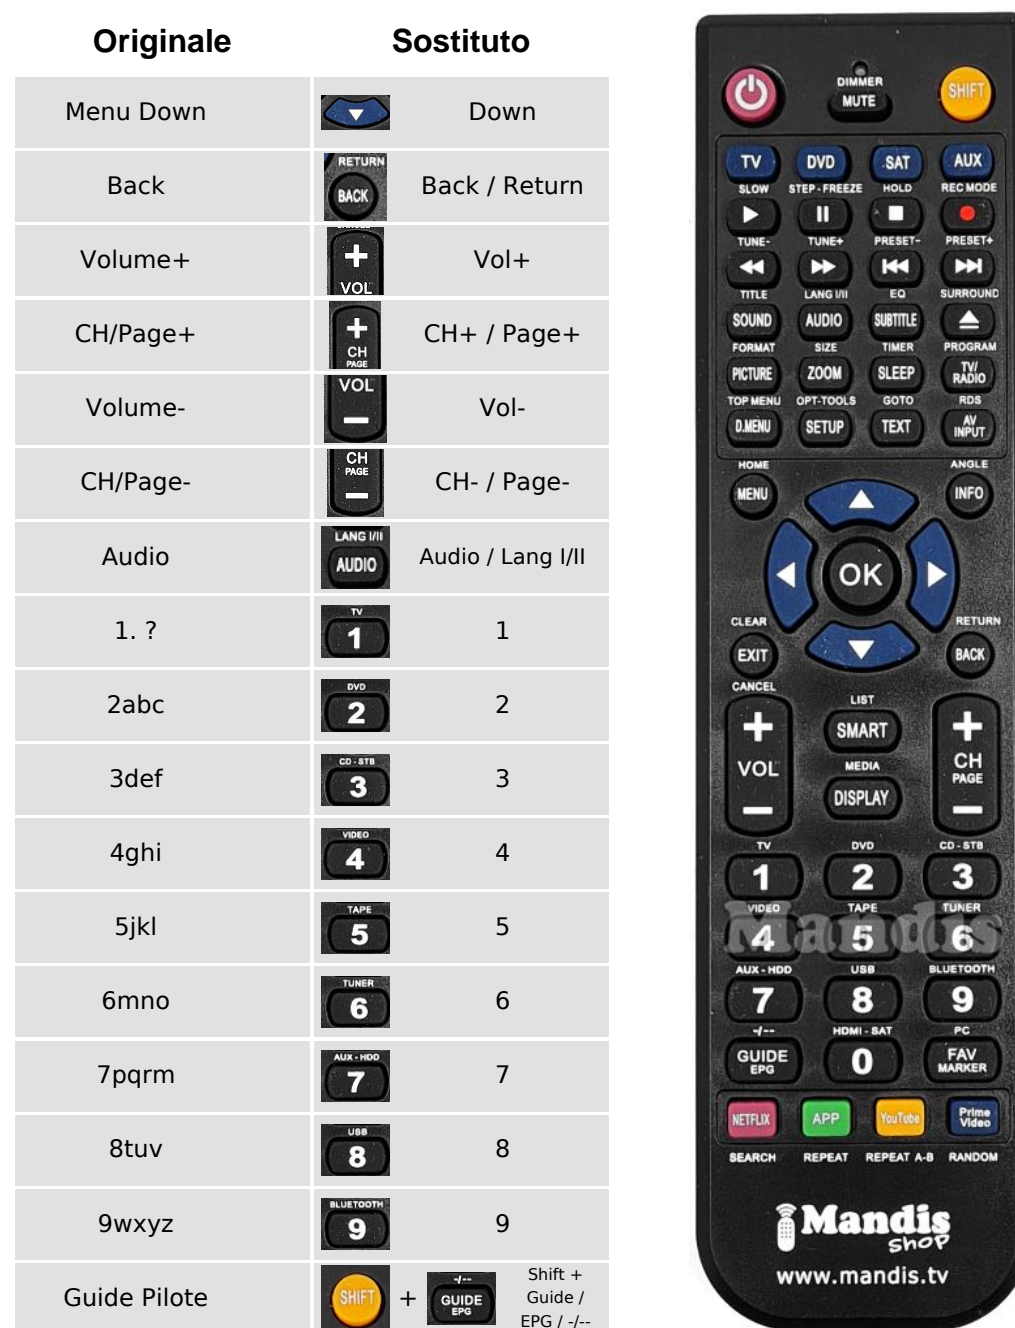 Originale Sostituto
Menu Down Down
Back RETURN BACK Back / Return
Volume+ + VOL Vol+
CH/Page+ + CH PAGE CH+ / Page+
Volume- VOL − Vol-
CH/Page- CH PAGE − CH- / Page-
Audio LANG I/II AUDIO Audio / Lang I/II
1. ? TV 1 1
2abc DVD 2 2
3def CD - STB 3 3
4ghi VIDEO 4 4
5jkl TAPE 5 5
6mno TUNER 6 6
7pqrm AUX - HDD 7 7
8tuv USB 8 8
9wxyz BLUETOOTH 9 9
Guide Pilote SHIFT + -/-- GUIDE EPG Shift +
Guide /
EPG / -/--
DIMMER
MUTE SHIFT
TV DVD SAT AUX
SLOW STEP - FREEZE HOLD REC MODE
TUNE- TUNE+ PRESET- PRESET+
TITLE LANG I/II EQ SURROUND
SOUND AUDIO SUBTITLE
FORMAT SIZE TIMER PROGRAM
PICTURE ZOOM SLEEP TV/ RADIO
TOP MENU OPT-TOOLS GOTO RDS
D.MENU SETUP TEXT AV INPUT
HOME ANGLE
MENU INFO
OK
CLEAR RETURN
EXIT BACK
CANCEL LIST
+ SMART +
VOL MEDIA CH PAGE
− DISPLAY −
TV DVD CD - STB
1 2 3
VIDEO TAPE TUNER
4 5 6
Mandis
AUX - HDD USB BLUETOOTH
7 8 9
-/-- HDMI - SAT PC
GUIDE EPG 0 FAV MARKER
NETFLIX APP YouTube Prime Video
SEARCH REPEAT REPEAT A-B RANDOM
Mandis
Shop
www.mandis.tv